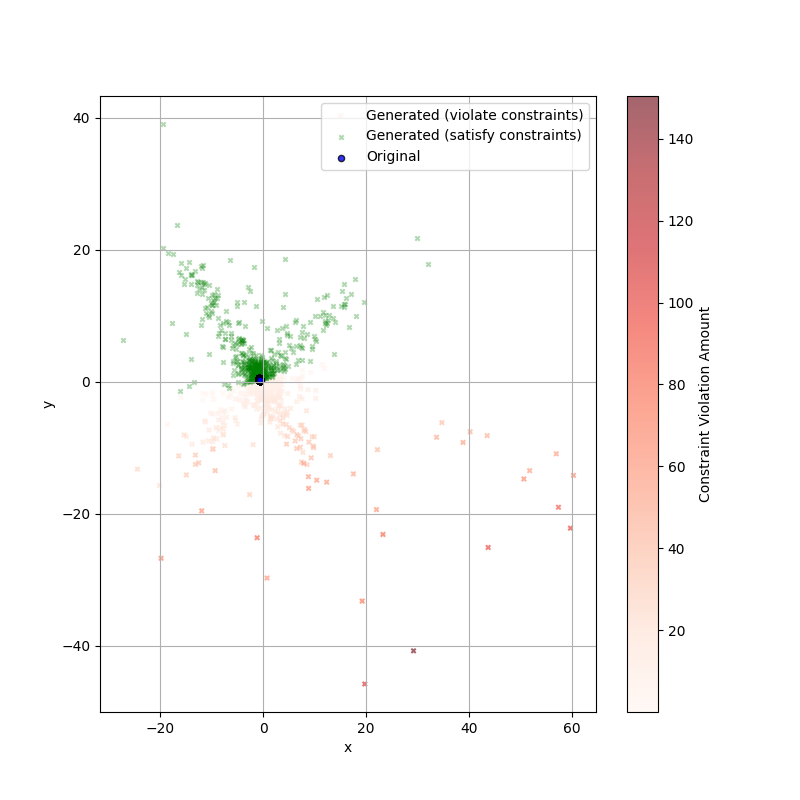 Generated (violate constraints)
Generated (satisfy constraints)
Original
40
20
0
−20
−40
y
−20
0
20
40
60
x
140
120
100
80
60
40
20
Constraint Violation Amount